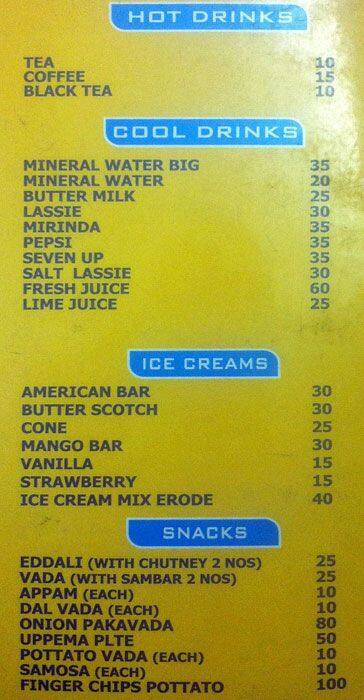 HOT DRINKS
TEA 10
COFFEE 15
BLACK TEA 10
COOL DRINKS
MINERAL WATER BIG 35
MINERAL WATER 20
BUTTER MILK 25
LASSIE 30
MIRINDA 35
PEPSI 35
SEVEN UP 35
SALT LASSIE 30
FRESH JUICE 60
LIME JUICE 25
ICE CREAMS
AMERICAN BAR 30
BUTTER SCOTCH 30
CONE 25
MANGO BAR 30
VANILLA 15
STRAWBERRY 15
ICE CREAM MIX ERODE 40
SNACKS
EDDALI (WITH CHUTNEY 2 NOS) 25
VADA (WITH SAMBAR 2 NOS) 25
APPAM (EACH) 10
DAL VADA (EACH) 10
ONION PAKAVADA 80
UPPEMA PLTE 50
POTTATO VADA (EACH) 10
SAMOSA (EACH) 10
FINGER CHIPS POTTATO 100